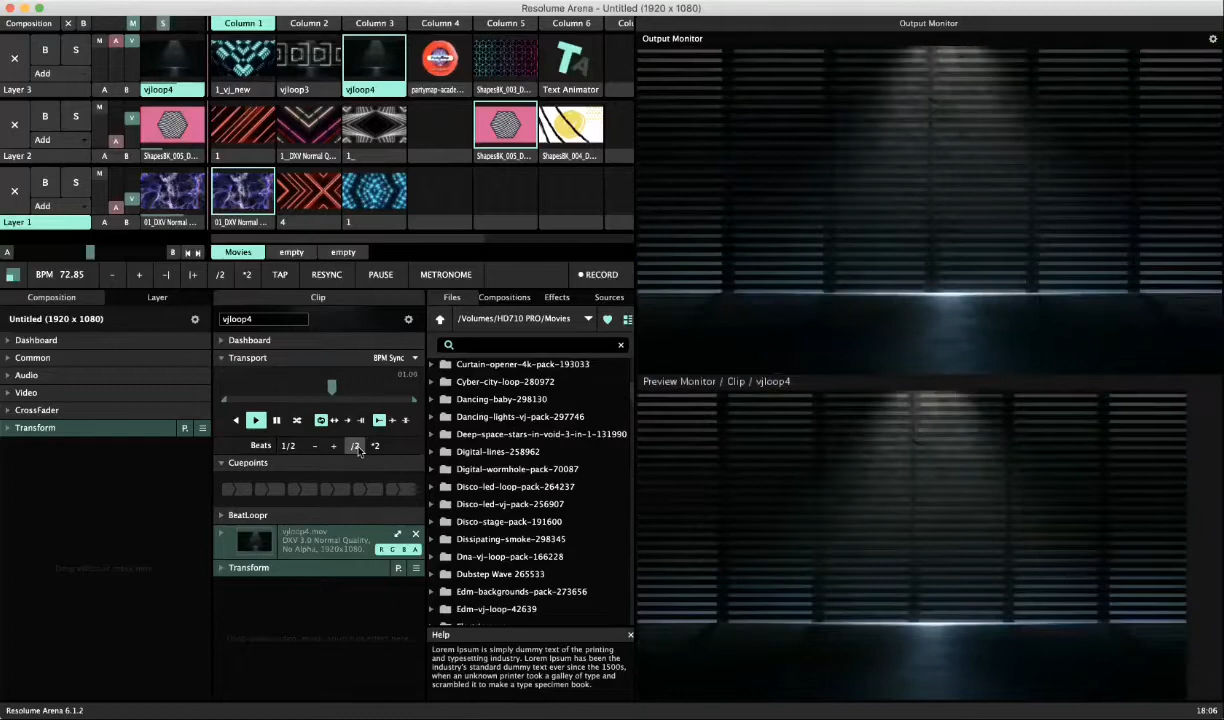 Resolume Arena - Untitled (1920 x 1080)
Composition X B M S Column 1 Column 2 Column 3 Column 4 Column 5 Column 6 Colu
Output Monitor
Output Monitor
B S M A V
Add
Layer 3 A B vjloop4 1_vj_new vjloop3 vjloop4 partymap-acade... Shapes8K_003_D... Text Animator
B S M V
Add A
Layer 2 A B Shapes8K_005_D... 1 1_DXV Normal Q... 1_ Shapes8K_005_D... Shapes8K_004_D...
B S M V
Add A
Layer 1 A B 01_DXV Normal ... 01_DXV Normal ... 4 1
A B Movies empty empty
BPM 72.85 - + -| |+ /2 *2 TAP RESYNC PAUSE METRONOME RECORD
Composition Layer Clip Files Compositions Effects Sources
Untitled (1920 x 1080)
Dashboard
Common
Audio
Video
CrossFader
Transform P.
vjloop4
Dashboard
Transport BPM Sync
01.00
Beats 1/2 - + /2 *2
Cuepoints
BeatLoopr
vjloop4.mov
DXV 3.0 Normal Quality,
No Alpha, 1920x1080.
R G B A
Transform P.
/Volumes/HD710 PRO/Movies
Curtain-opener-4k-pack-193033
Cyber-city-loop-280972
Dancing-baby-298130
Dancing-lights-vj-pack-297746
Deep-space-stars-in-void-3-in-1-131990
Digital-lines-258962
Digital-wormhole-pack-70087
Disco-led-loop-pack-264237
Disco-led-vj-pack-256907
Disco-stage-pack-191600
Dissipating-smoke-298345
Dna-vj-loop-pack-166228
Dubstep Wave 265533
Edm-backgrounds-pack-273656
Edm-vj-loop-42639
Help
Lorem Ipsum is simply dummy text of the printing
and typesetting industry. Lorem Ipsum has been the
industry's standard dummy text ever since the 1500s,
when an unknown printer took a galley of type and
scrambled it to make a type specimen book.
Preview Monitor / Clip / vjloop4
Resolume Arena 6.1.2
18:06